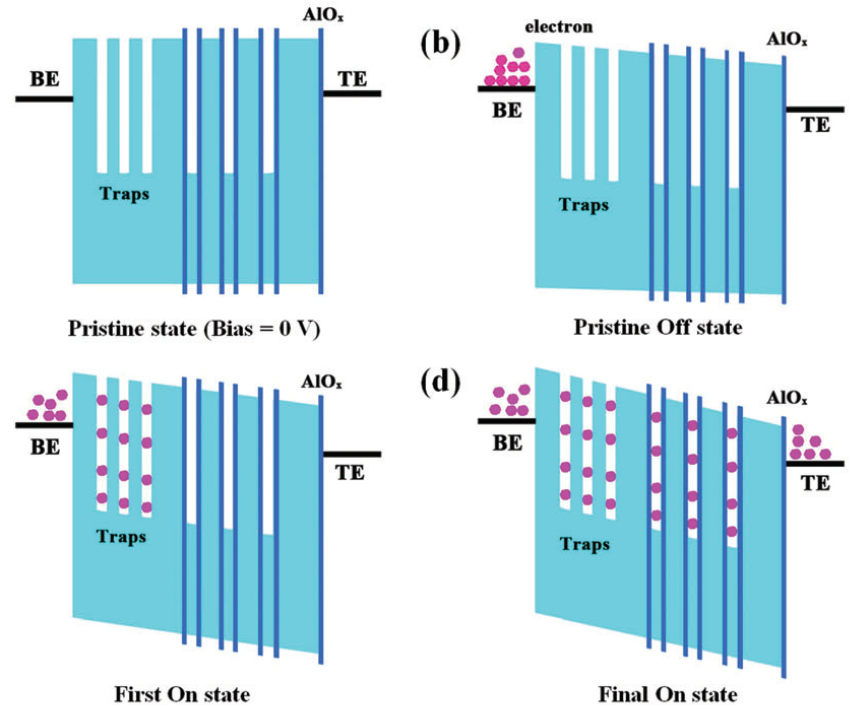 AlOₓ
BE
TE
Traps
Pristine state (Bias = 0 V)
(b)
electron
AlOₓ
BE
TE
Traps
Pristine Off state
AlOₓ
BE
TE
Traps
First On state
(d)
AlOₓ
BE
TE
Traps
Final On state